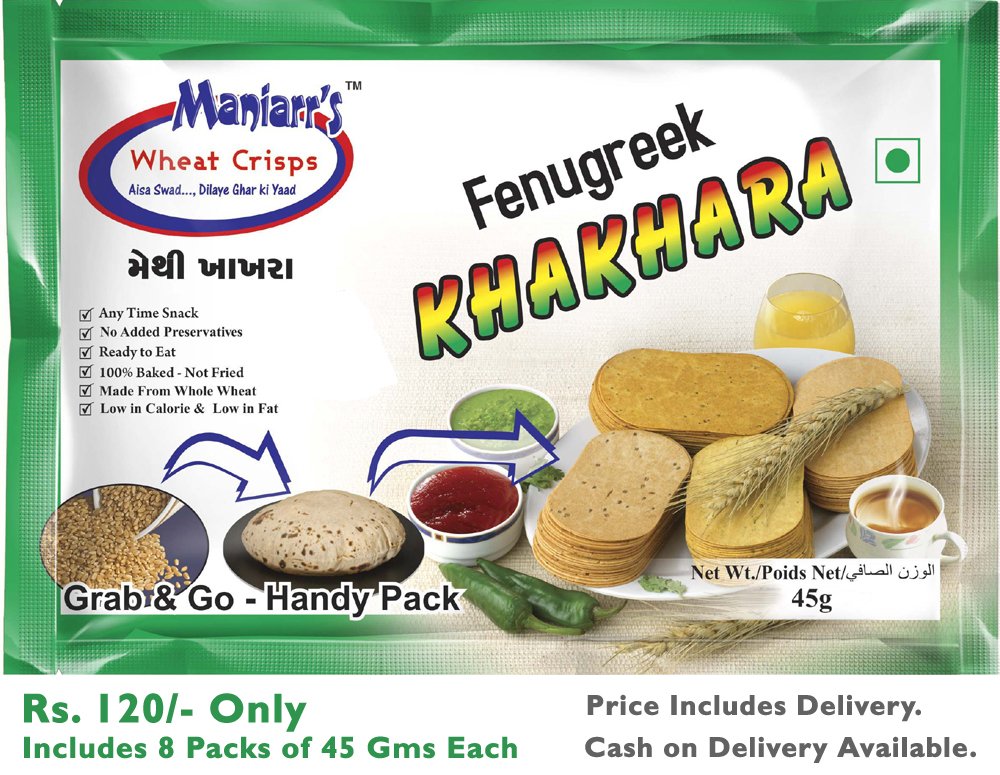 Maniarr's™
Wheat Crisps
Aisa Swad..., Dilaye Ghar ki Yaad
મેથી ખાખરા
Fenugreek
KHAKHARA
☑ Any Time Snack
☑ No Added Preservatives
☑ Ready to Eat
☑ 100% Baked - Not Fried
☑ Made From Whole Wheat
☑ Low in Calorie & Low in Fat
Grab & Go - Handy Pack
Net Wt./Poids Net/الوزن الصافي
45g
Rs. 120/- Only
Includes 8 Packs of 45 Gms Each
Price Includes Delivery.
Cash on Delivery Available.